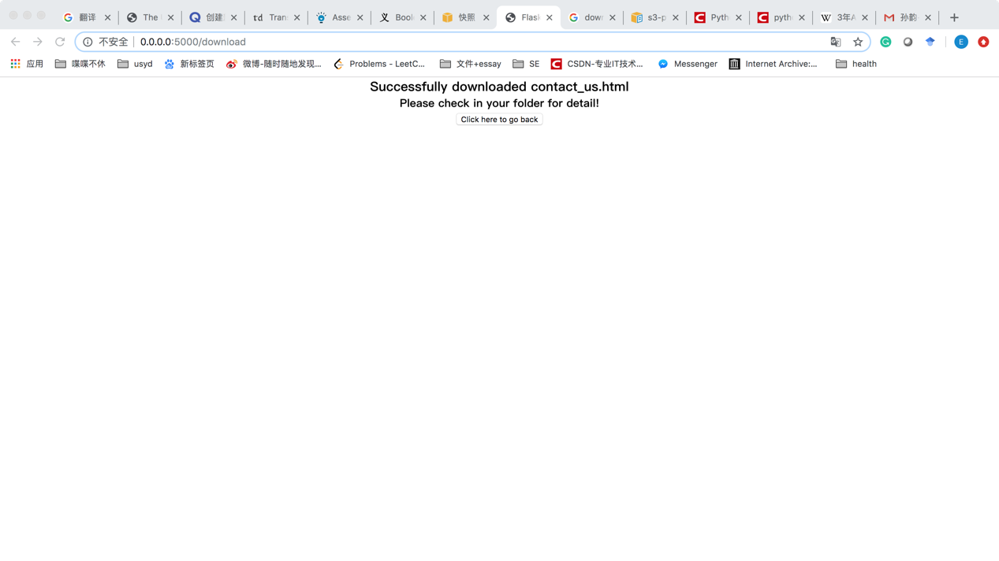 翻译
The
创建
td Tran
Asse
义 Bool
快照
Flask
down
s3-p
Pyth
pyth
3年A
孙韵
不安全 0.0.0.0:5000/download
应用 喋喋不休 usyd 新标签页 微博-随时随地发现... Problems - LeetC... 文件+essay SE CSDN-专业IT技术... Messenger Internet Archive:... health
Successfully downloaded contact_us.html
Please check in your folder for detail!
Click here to go back